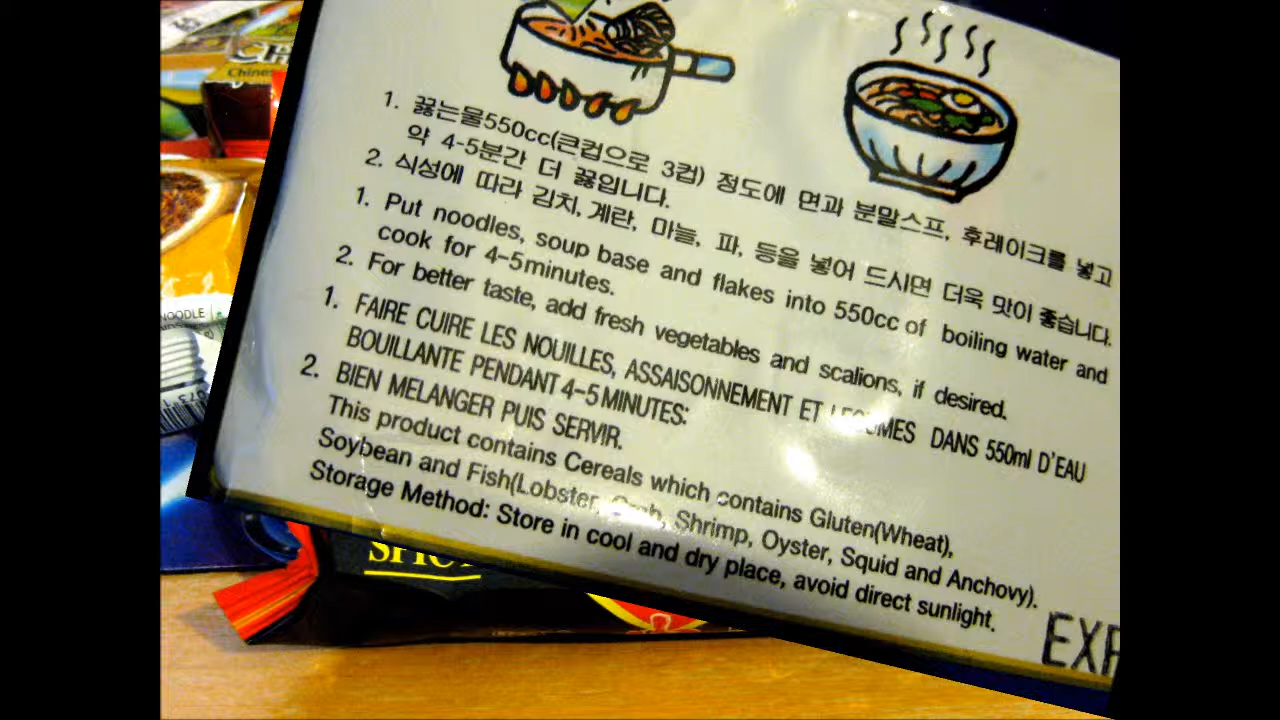 1. 끓는물550cc(큰컵으로 3컵) 정도에 면과 분말스프, 후레이크를 넣고
약 4-5분간 더 끓입니다.
2. 식성에 따라 김치, 계란, 마늘, 파, 등을 넣어 드시면 더욱 맛이 좋습니다.
1. Put noodles, soup base and flakes into 550cc of boiling water and
cook for 4-5minutes.
2. For better taste, add fresh vegetables and scalions, if desired.
1. FAIRE CUIRE LES NOUILLES, ASSAISONNEMENT ET LEGUMES DANS 550ml D'EAU
BOUILLANTE PENDANT 4-5MINUTES:
2. BIEN MELANGER PUIS SERVIR.
This product contains Cereals which contains Gluten(Wheat),
Soybean and Fish(Lobster, Crab, Shrimp, Oyster, Squid and Anchovy).
Storage Method: Store in cool and dry place, avoid direct sunlight.
EXP
NOODLE